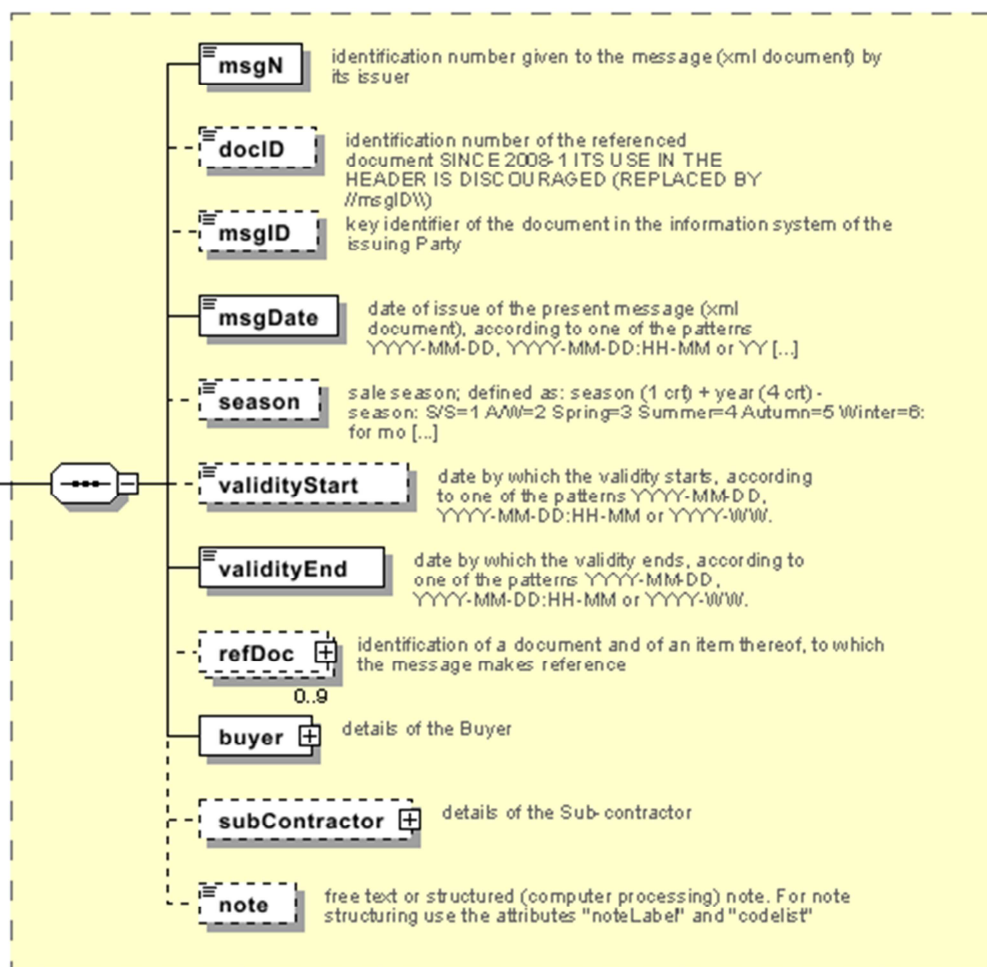 msgN
identification number given to the message (xml document) by
its issuer
docID
identification number of the referenced
document SINCE 2008-1 ITS USE IN THE
HEADER IS DISCOURAGED (REPLACED BY
//msgID\\)
msgID
key identifier of the document in the information system of the
issuing Party
msgDate
date of issue of the present message (xml
document), according to one of the patterns
YYYY-MM-DD, YYYY-MM-DD:HH-MM or YY [...]
season
sale season; defined as: season (1 crt) + year (4 crt) -
season: S/S=1 A/W=2 Spring=3 Summer=4 Autumn=5 Winter=6:
for mo [...]
validityStart
date by which the validity starts, according
to one of the patterns YYYY-MM-DD,
YYYY-MM-DD:HH-MM or YYYY-WW.
validityEnd
date by which the validity ends, according to
one of the patterns YYYY-MM-DD,
YYYY-MM-DD:HH-MM or YYYY-WW.
refDoc
identification of a document and of an item thereof, to which
the message makes reference
0..9
buyer
details of the Buyer
subContractor
details of the Sub-contractor
note
free text or structured (computer processing) note. For note
structuring use the attributes "noteLabel" and "codelist"